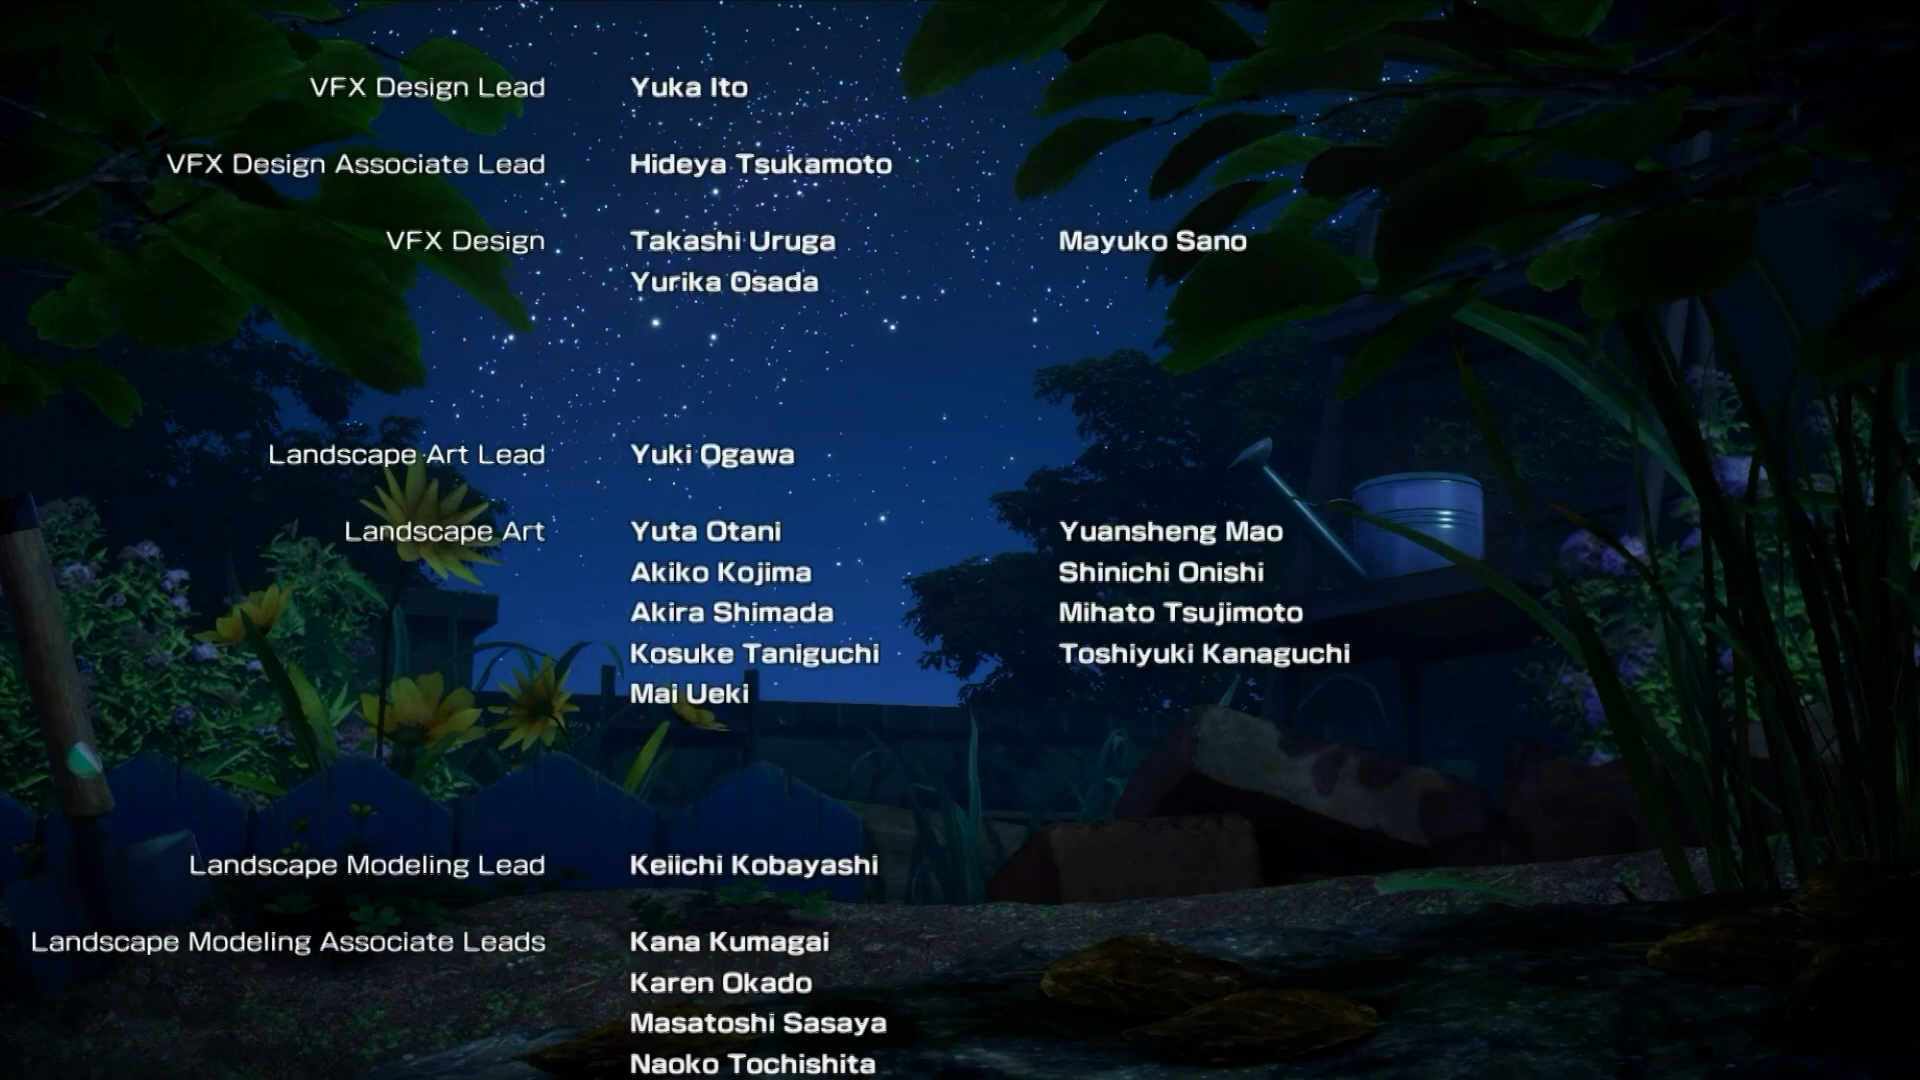 VFX Design Lead Yuka Ito
VFX Design Associate Lead Hideya Tsukamoto
VFX Design Takashi Uruga Mayuko Sano
Yurika Osada
Landscape Art Lead Yuki Ogawa
Landscape Art Yuta Otani Yuansheng Mao
Akiko Kojima Shinichi Onishi
Akira Shimada Mihato Tsujimoto
Kosuke Taniguchi Toshiyuki Kanaguchi
Mai Ueki
Landscape Modeling Lead Keiichi Kobayashi
Landscape Modeling Associate Leads Kana Kumagai
Karen Okado
Masatoshi Sasaya
Naoko Tochishita